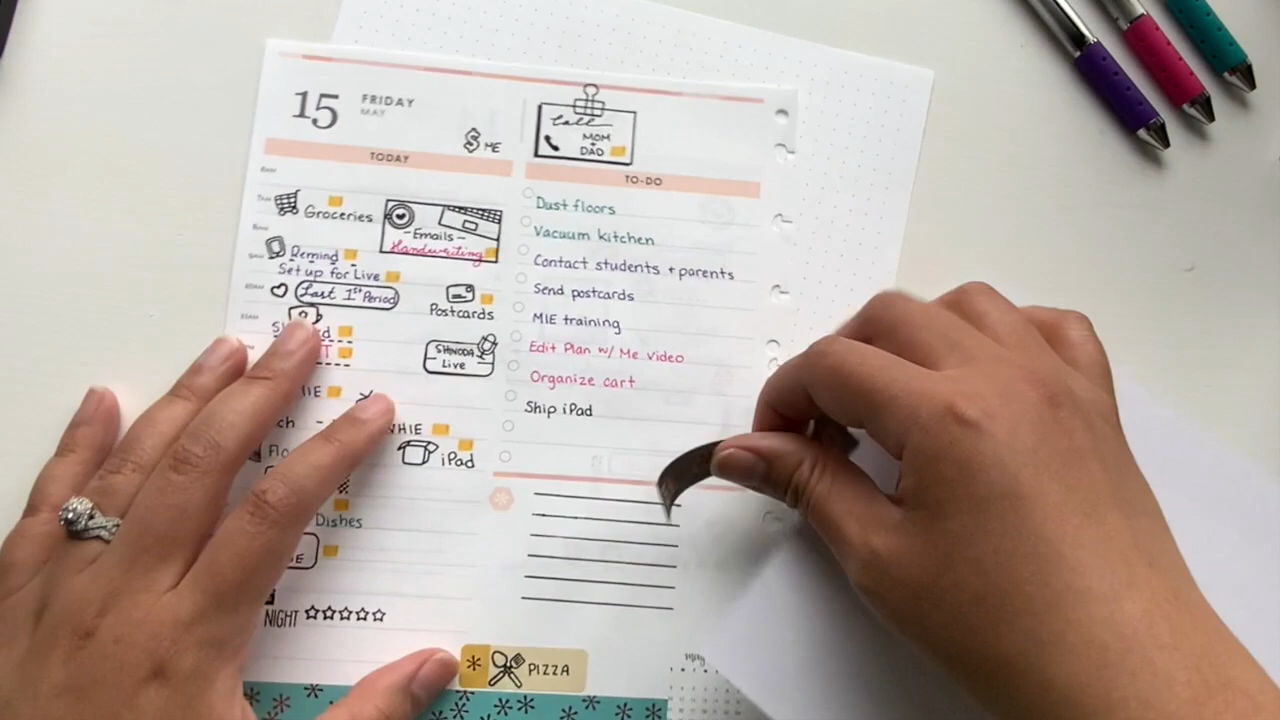 15
FRIDAY
MAY
$ ME
Call
MOM
+
DAD
TODAY
TO-DO
Groceries
- Emails -
Handwriting
Remind
Set up for Live
Last 1st Period
Postcards
SHINODA
Live
iPad
Dishes
NIGHT
Dust floors
Vacuum kitchen
Contact students + parents
Send postcards
MIE training
Edit Plan w/ Me video
Organize cart
Ship iPad
PIZZA